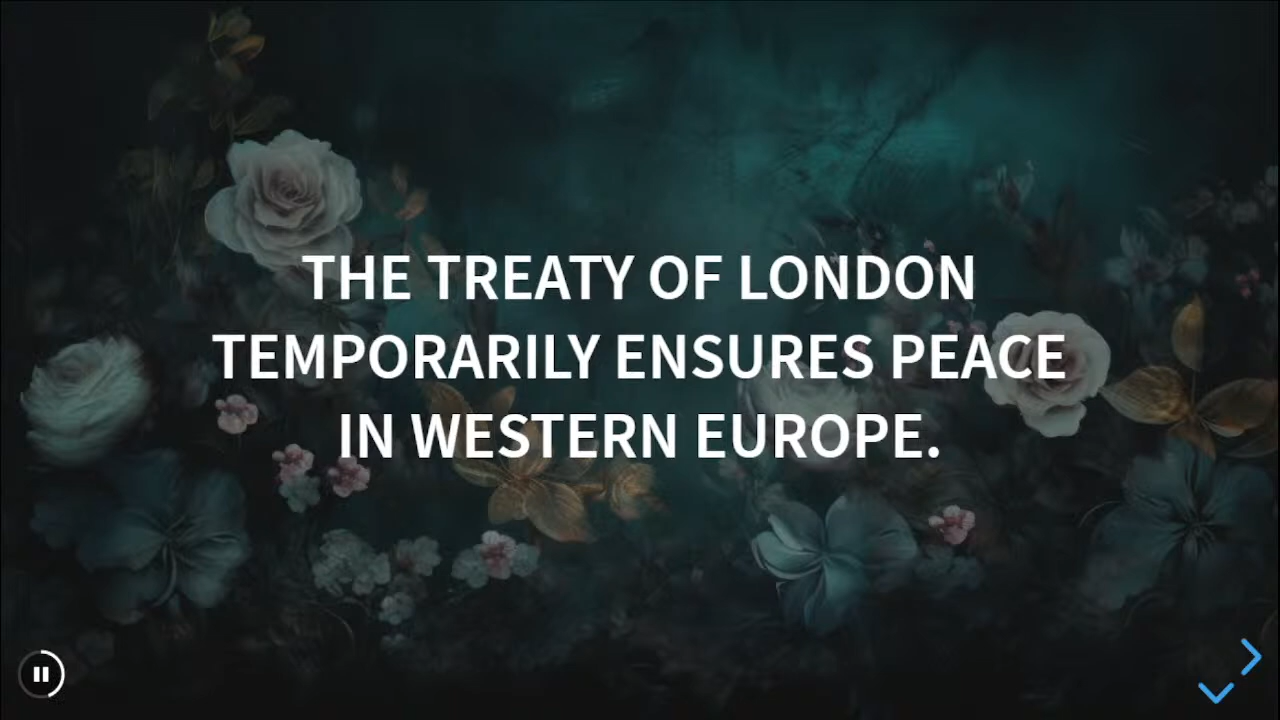 THE TREATY OF LONDON
TEMPORARILY ENSURES PEACE
IN WESTERN EUROPE.